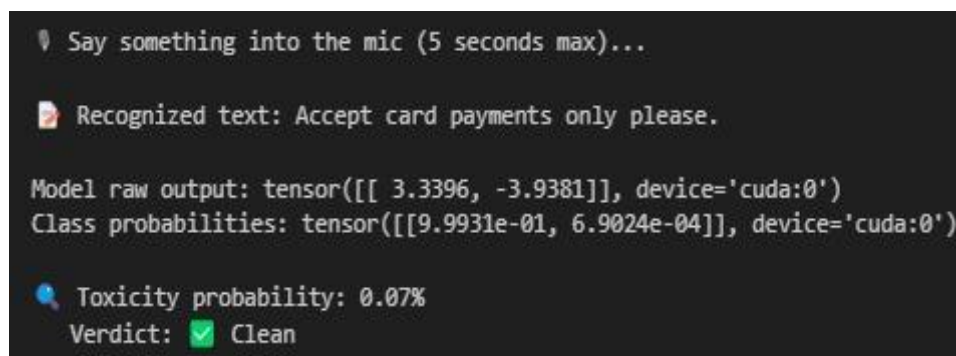 🎙 Say something into the mic (5 seconds max)...
📝 Recognized text: Accept card payments only please.
Model raw output: tensor([[ 3.3396, -3.9381]], device='cuda:0')
Class probabilities: tensor([[9.9931e-01, 6.9024e-04]], device='cuda:0')
🔍 Toxicity probability: 0.07%
Verdict: ✅ Clean